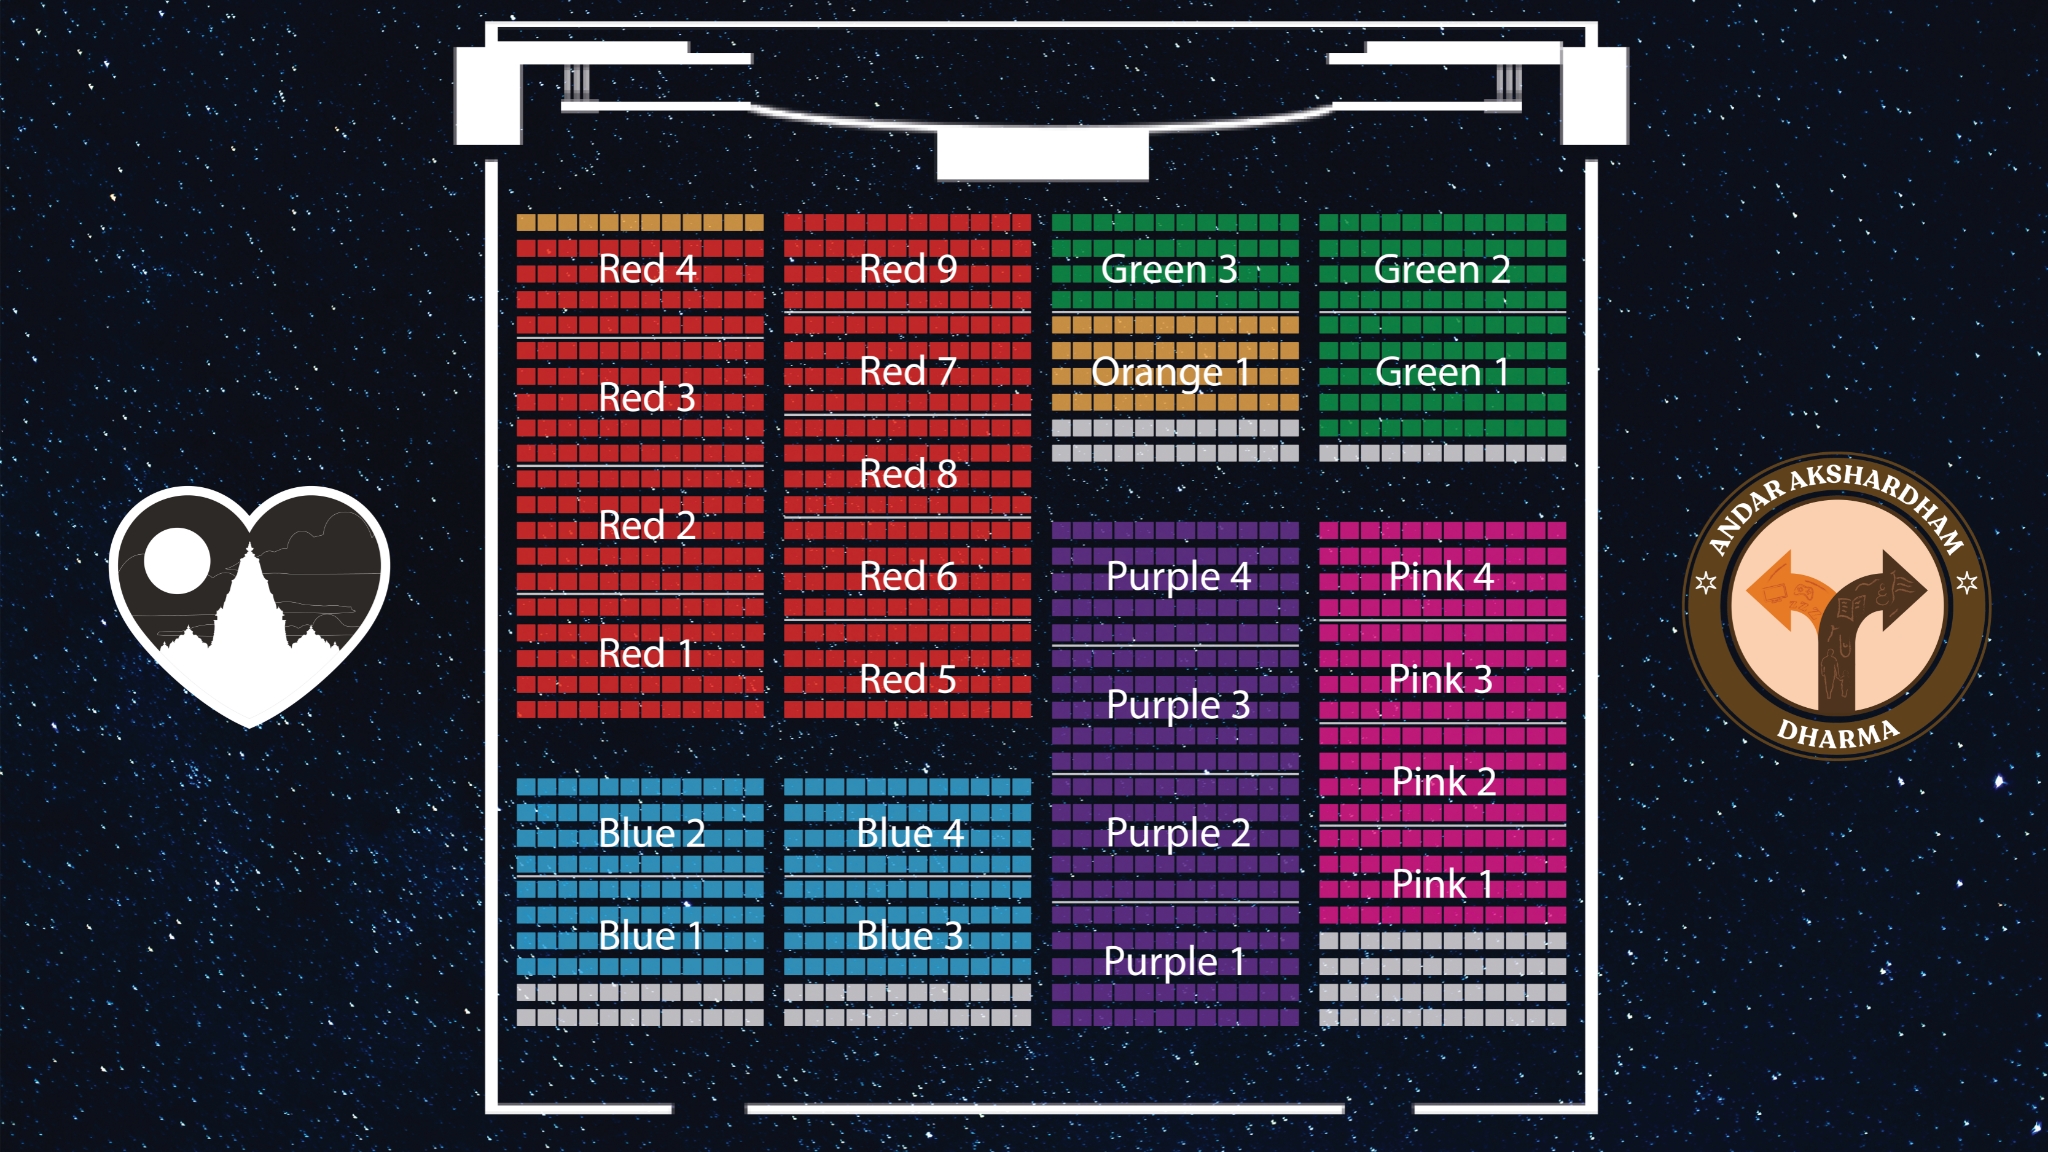 Red 4
Red 9
Green 3
Green 2
Red 3
Red 7
Orange 1
Green 1
Red 2
Red 8
Red 6
Purple 4
Pink 4
Red 1
Red 5
Purple 3
Pink 3
Blue 2
Blue 4
Purple 2
Pink 2
Blue 1
Blue 3
Purple 1
Pink 1
ANDAR AKSHARDHAM
DHARMA